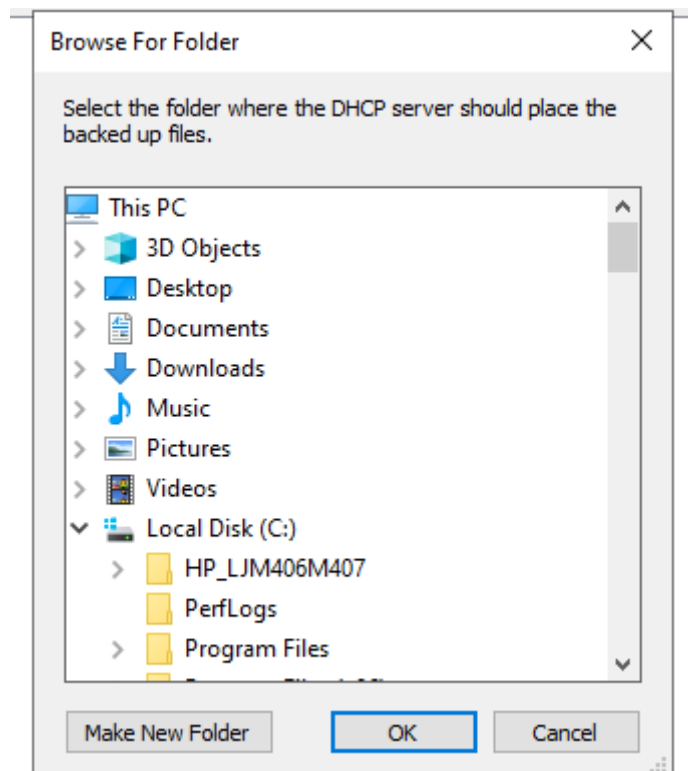 Browse For Folder
Select the folder where the DHCP server should place the
backed up files.
This PC
3D Objects
Desktop
Documents
Downloads
Music
Pictures
Videos
Local Disk (C:)
HP_LJM406M407
PerfLogs
Program Files
Make New Folder
OK
Cancel